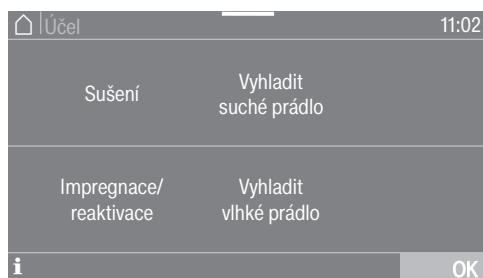 Účel
11:02
Sušení
Vyhladit
suché prádlo
Impregnace/
reaktivace
Vyhladit
vlhké prádlo
i
OK